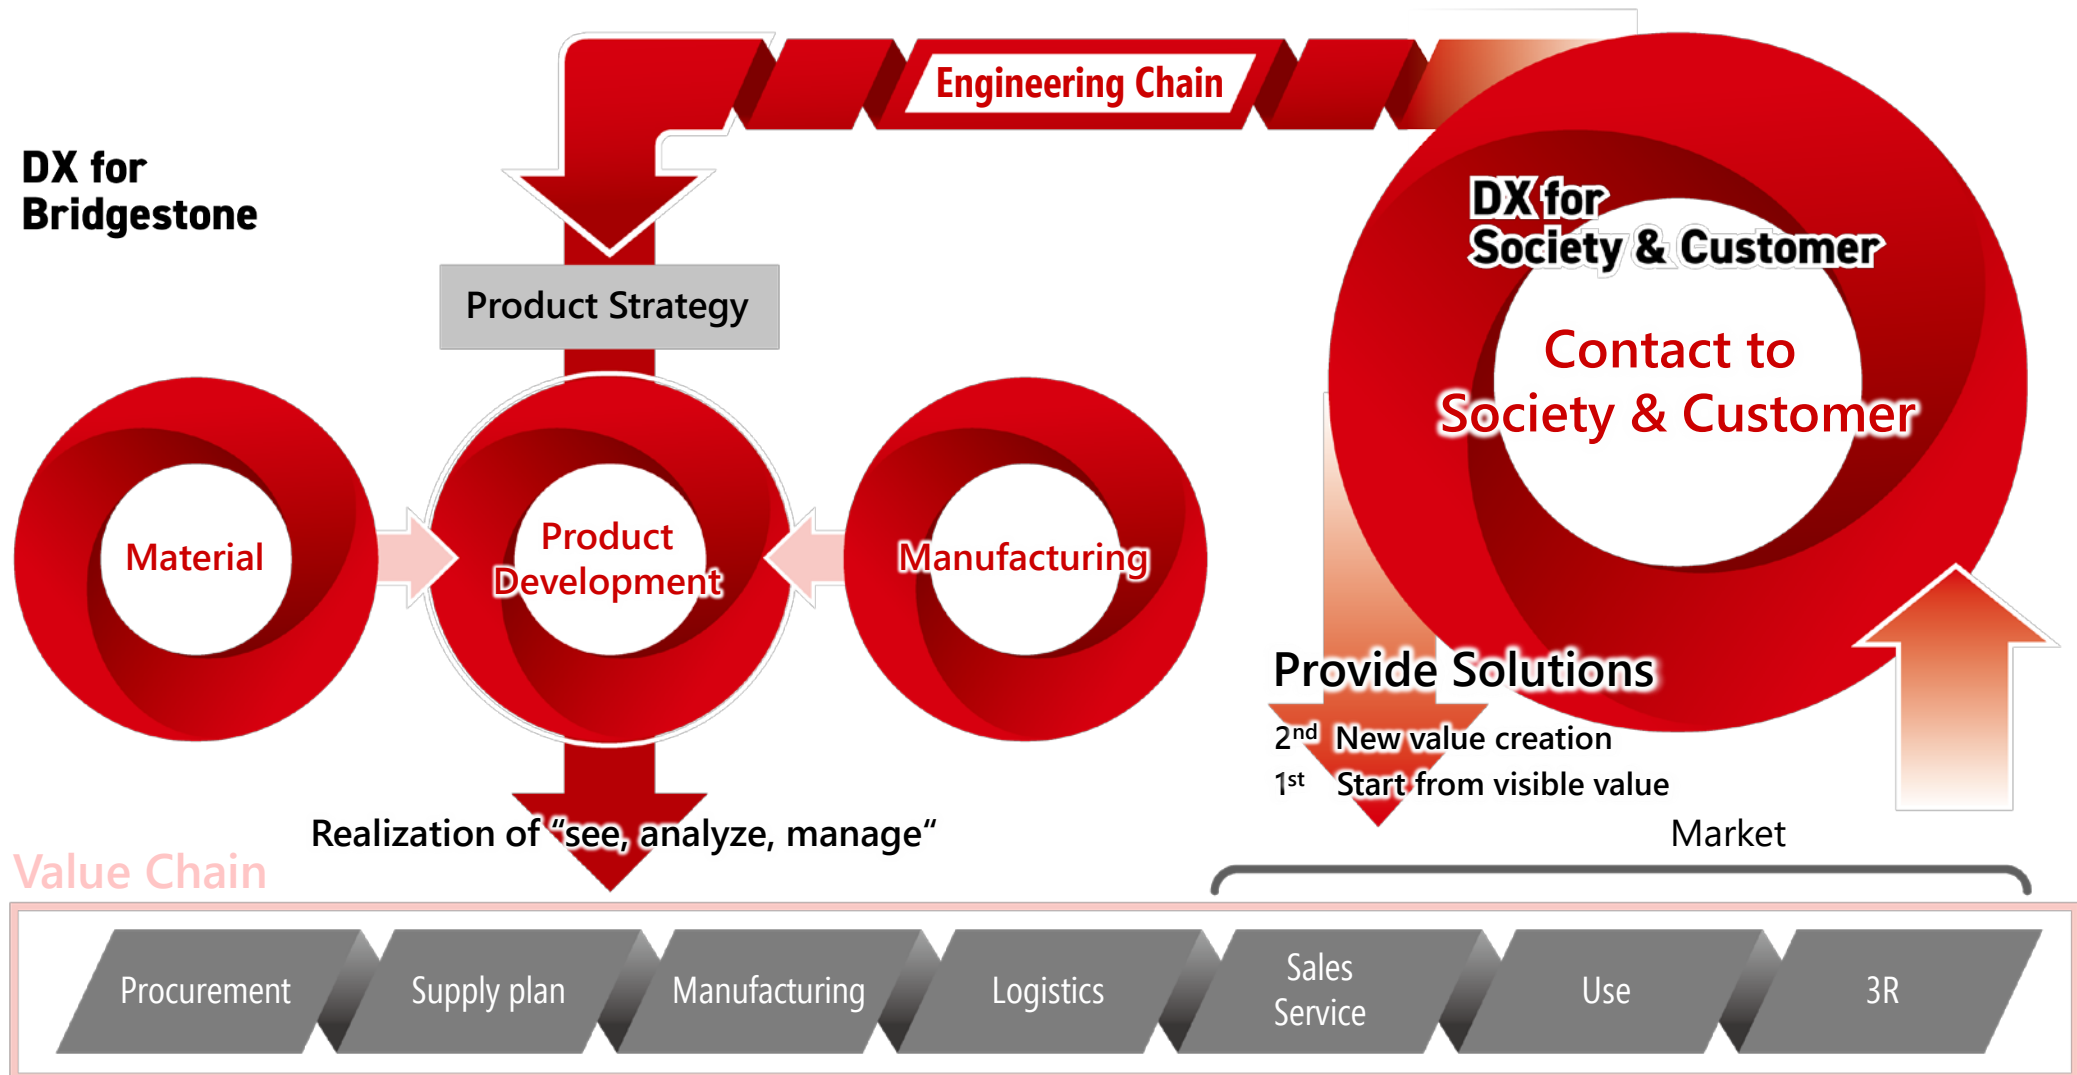 Engineering Chain
DX for
Bridgestone
DX for
Society & Customer
Product Strategy
Contact to
Society & Customer
Material
Product
Development
Manufacturing
Provide Solutions
2nd New value creation
1st Start from visible value
Realization of “see, analyze, manage“
Market
Value Chain
Procurement
Supply plan
Manufacturing
Logistics
Sales
Service
Use
3R